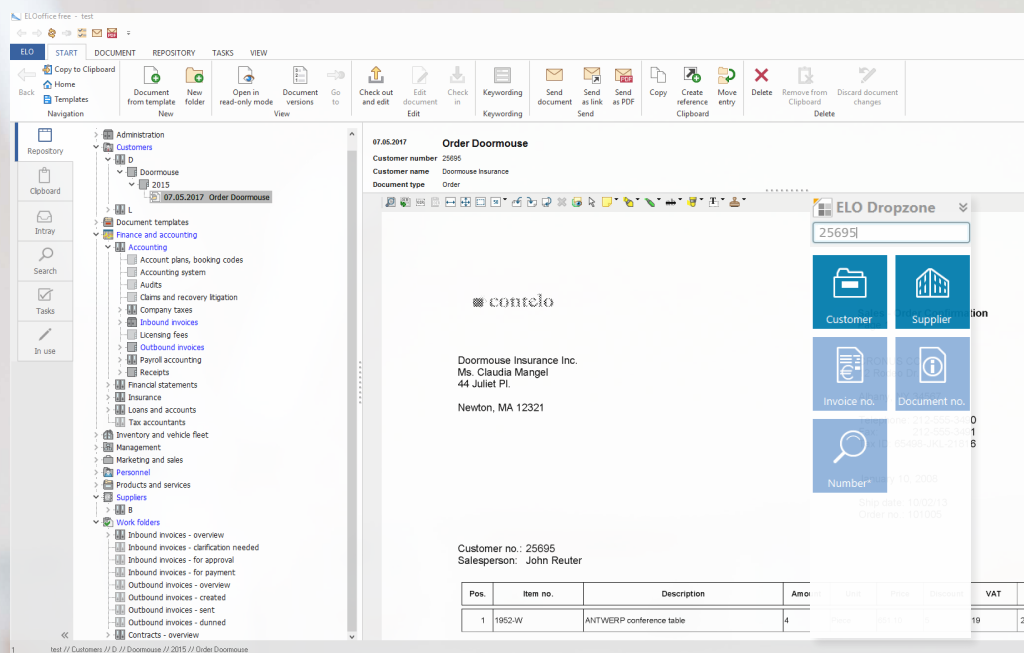 ELOoffice free - test
ELO START DOCUMENT REPOSITORY TASKS VIEW
Back
Copy to Clipboard
Home
Templates
Navigation
Document from template
New folder
New
Open in read-only mode
Document versions
Go to
View
Check out and edit
Edit document
Check in
Edit
Keywording
Keywording
Send document
Send as link
Send as PDF
Send
Copy
Create reference
Move entry
Clipboard
Delete
Remove from Clipboard
Discard document changes
Delete
Repository
Clipboard
Intray
Search
Tasks
In use
Administration
Customers
D
Doormouse
2015
07.05.2017 Order Doormouse
L
Document templates
Finance and accounting
Accounting
Account plans, booking codes
Accounting system
Audits
Claims and recovery litigation
Company taxes
Inbound invoices
Licensing fees
Outbound invoices
Payroll accounting
Receipts
Financial statements
Insurance
Loans and accounts
Tax accountants
Inventory and vehicle fleet
Management
Marketing and sales
Personnel
Products and services
Suppliers
B
Work folders
Inbound invoices - overview
Inbound invoices - clarification needed
Inbound invoices - for approval
Inbound invoices - for payment
Outbound invoices - overview
Outbound invoices - created
Outbound invoices - sent
Outbound invoices - dunned
Contracts - overview
07.05.2017 Order Doormouse
Customer number 25695
Customer name Doormouse Insurance
Document type Order
contelo
Doormouse Insurance Inc.
Ms. Claudia Mangel
44 Juliet Pl.
Newton, MA 12321
Customer no.: 25695
Salesperson: John Reuter
Pos. Item no. Description VAT
1 1952-W ANTWERP conference table 4 19
ELO Dropzone
25695
Customer Supplier
Invoice no. Document no.
Number*
1 test // Customers // D // Doormouse // 2015 // Order Doormouse